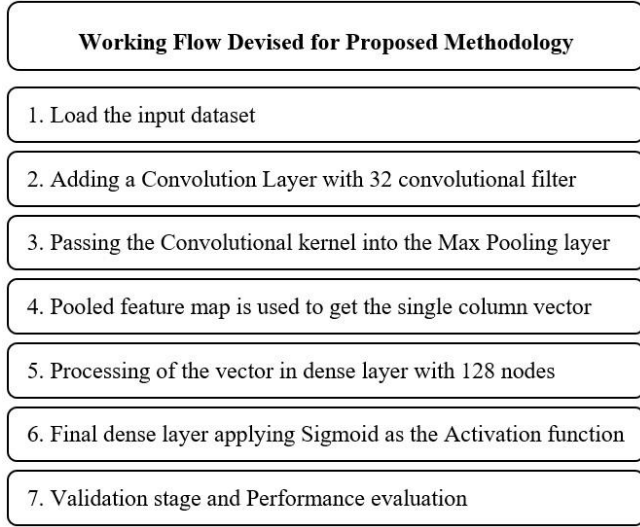 Working Flow Devised for Proposed Methodology
1. Load the input dataset
2. Adding a Convolution Layer with 32 convolutional filter
3. Passing the Convolutional kernel into the Max Pooling layer
4. Pooled feature map is used to get the single column vector
5. Processing of the vector in dense layer with 128 nodes
6. Final dense layer applying Sigmoid as the Activation function
7. Validation stage and Performance evaluation